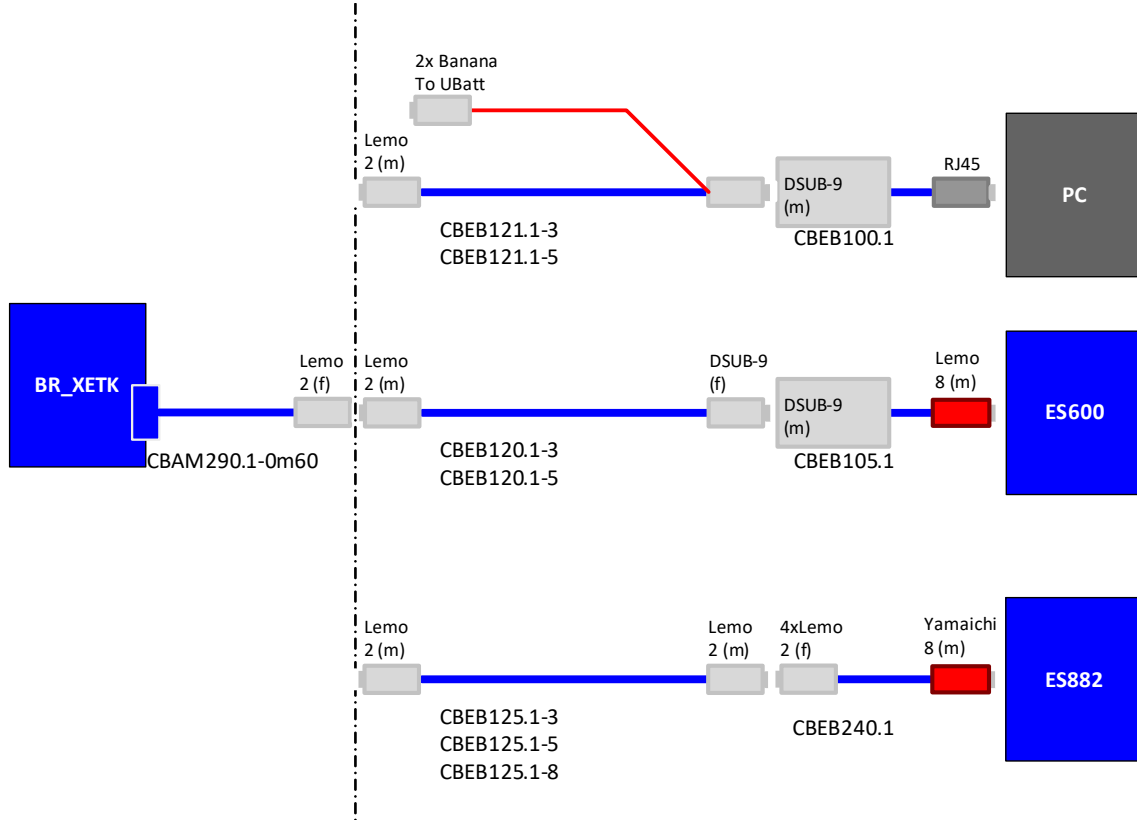 2x Banana
To UBatt
Lemo
2 (m)
DSUB-9
(m)
RJ45
PC
CBEB121.1-3
CBEB121.1-5
CBEB100.1
BR_XETK
CBAM290.1-0m60
Lemo
2 (f)
Lemo
2 (m)
DSUB-9
(f)
DSUB-9
(m)
Lemo
8 (m)
ES600
CBEB120.1-3
CBEB120.1-5
CBEB105.1
Lemo
2 (m)
Lemo
2 (m)
4xLemo
2 (f)
Yamaichi
8 (m)
ES882
CBEB125.1-3
CBEB125.1-5
CBEB125.1-8
CBEB240.1